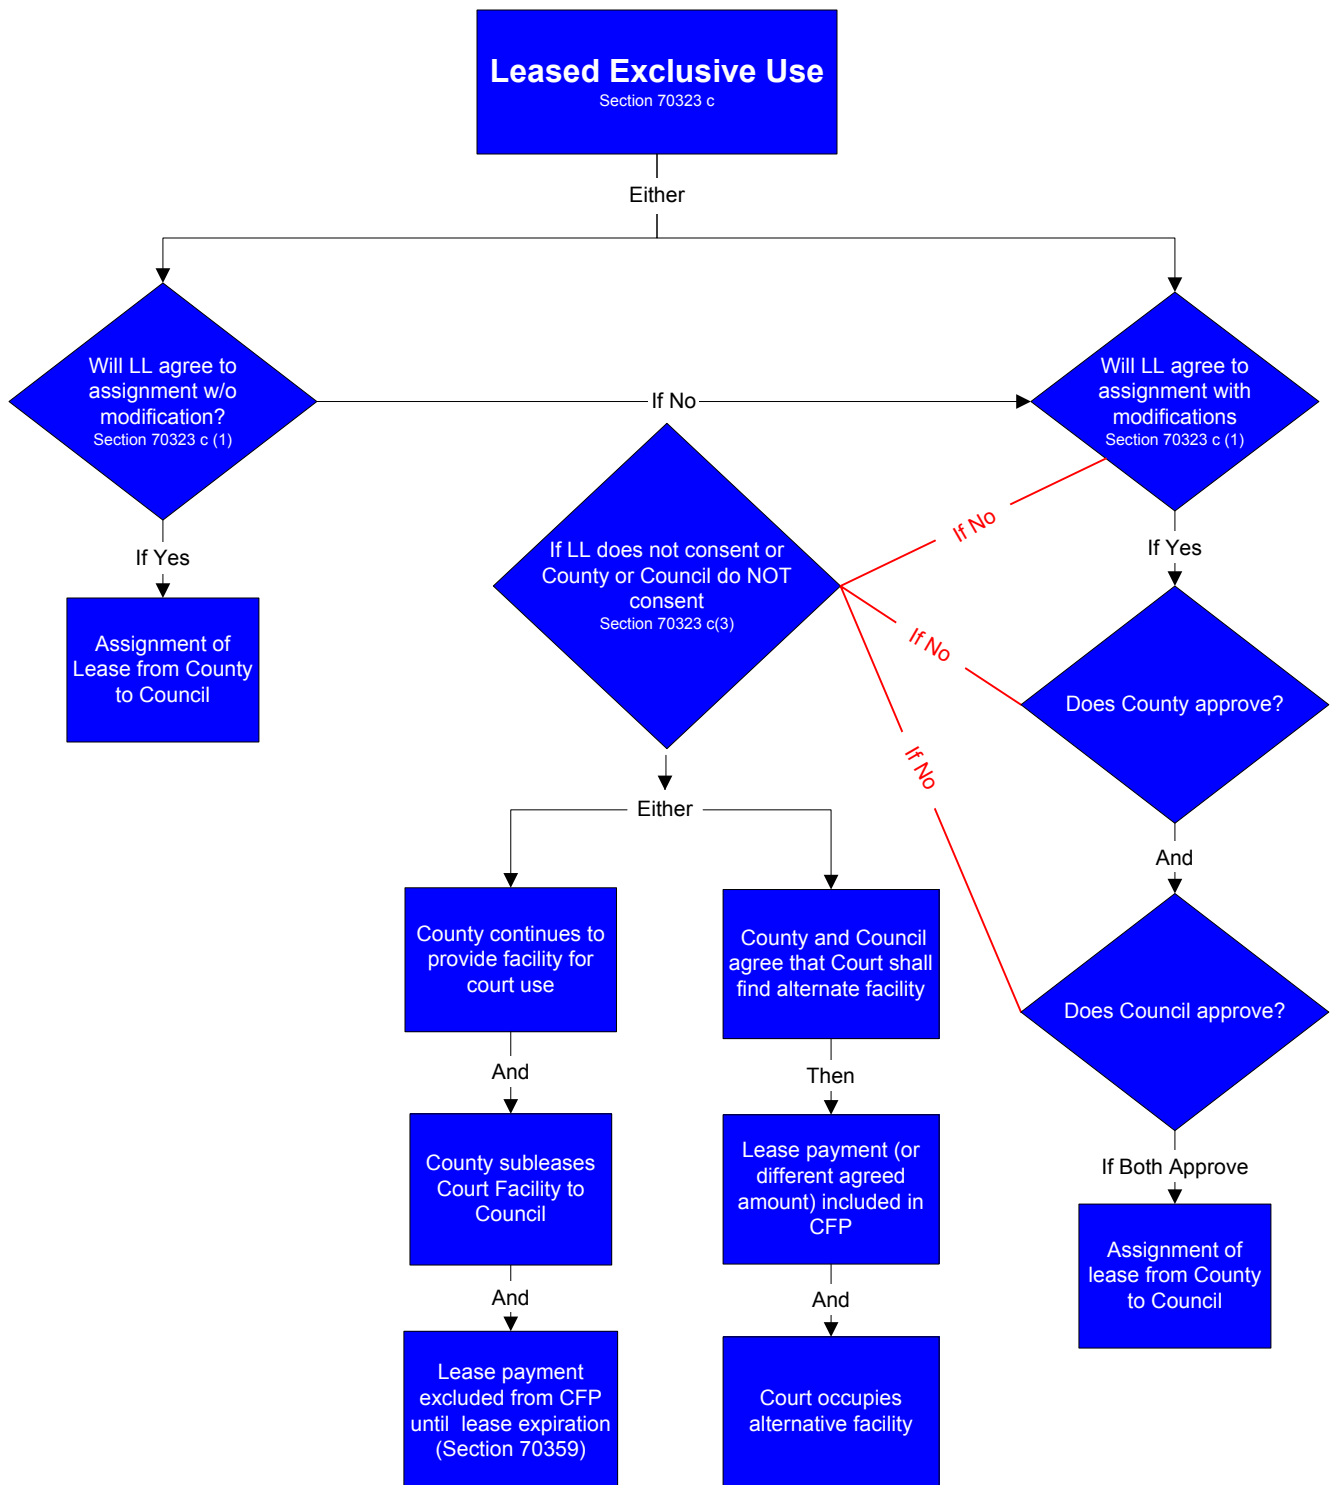 Leased Exclusive Use
Section 70323 c
Either
Will LL agree to
assignment w/o
modification?
Section 70323 c (1)
If No
Will LL agree to
assignment with
modifications
Section 70323 c (1)
If Yes
Assignment of
Lease from County
to Council
If LL does not consent or
County or Council do NOT
consent
Section 70323 c(3)
If No
If No
If No
If Yes
Does County approve?
And
Does Council approve?
If Both Approve
Assignment of
lease from County
to Council
Either
County continues to
provide facility for
court use
And
County subleases
Court Facility to
Council
And
Lease payment
excluded from CFP
until lease expiration
(Section 70359)
County and Council
agree that Court shall
find alternate facility
Then
Lease payment (or
different agreed
amount) included in
CFP
And
Court occupies
alternative facility